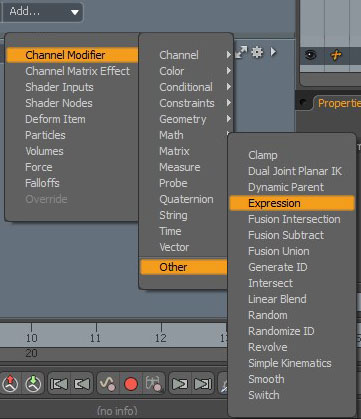 Add...
Channel Modifier
Channel Matrix Effect
Shader Inputs
Shader Nodes
Deform Item
Particles
Volumes
Force
Falloffs
Override
Channel
Color
Conditional
Constraints
Geometry
Math
Matrix
Measure
Probe
Quaternion
String
Time
Vector
Other
Propertie
Clamp
Dual Joint Planar IK
Dynamic Parent
Expression
Fusion Intersection
Fusion Subtract
Fusion Union
Generate ID
Intersect
Linear Blend
Random
Randomize ID
Revolve
Simple Kinematics
Smooth
Switch
10
11
12
20
(no info)